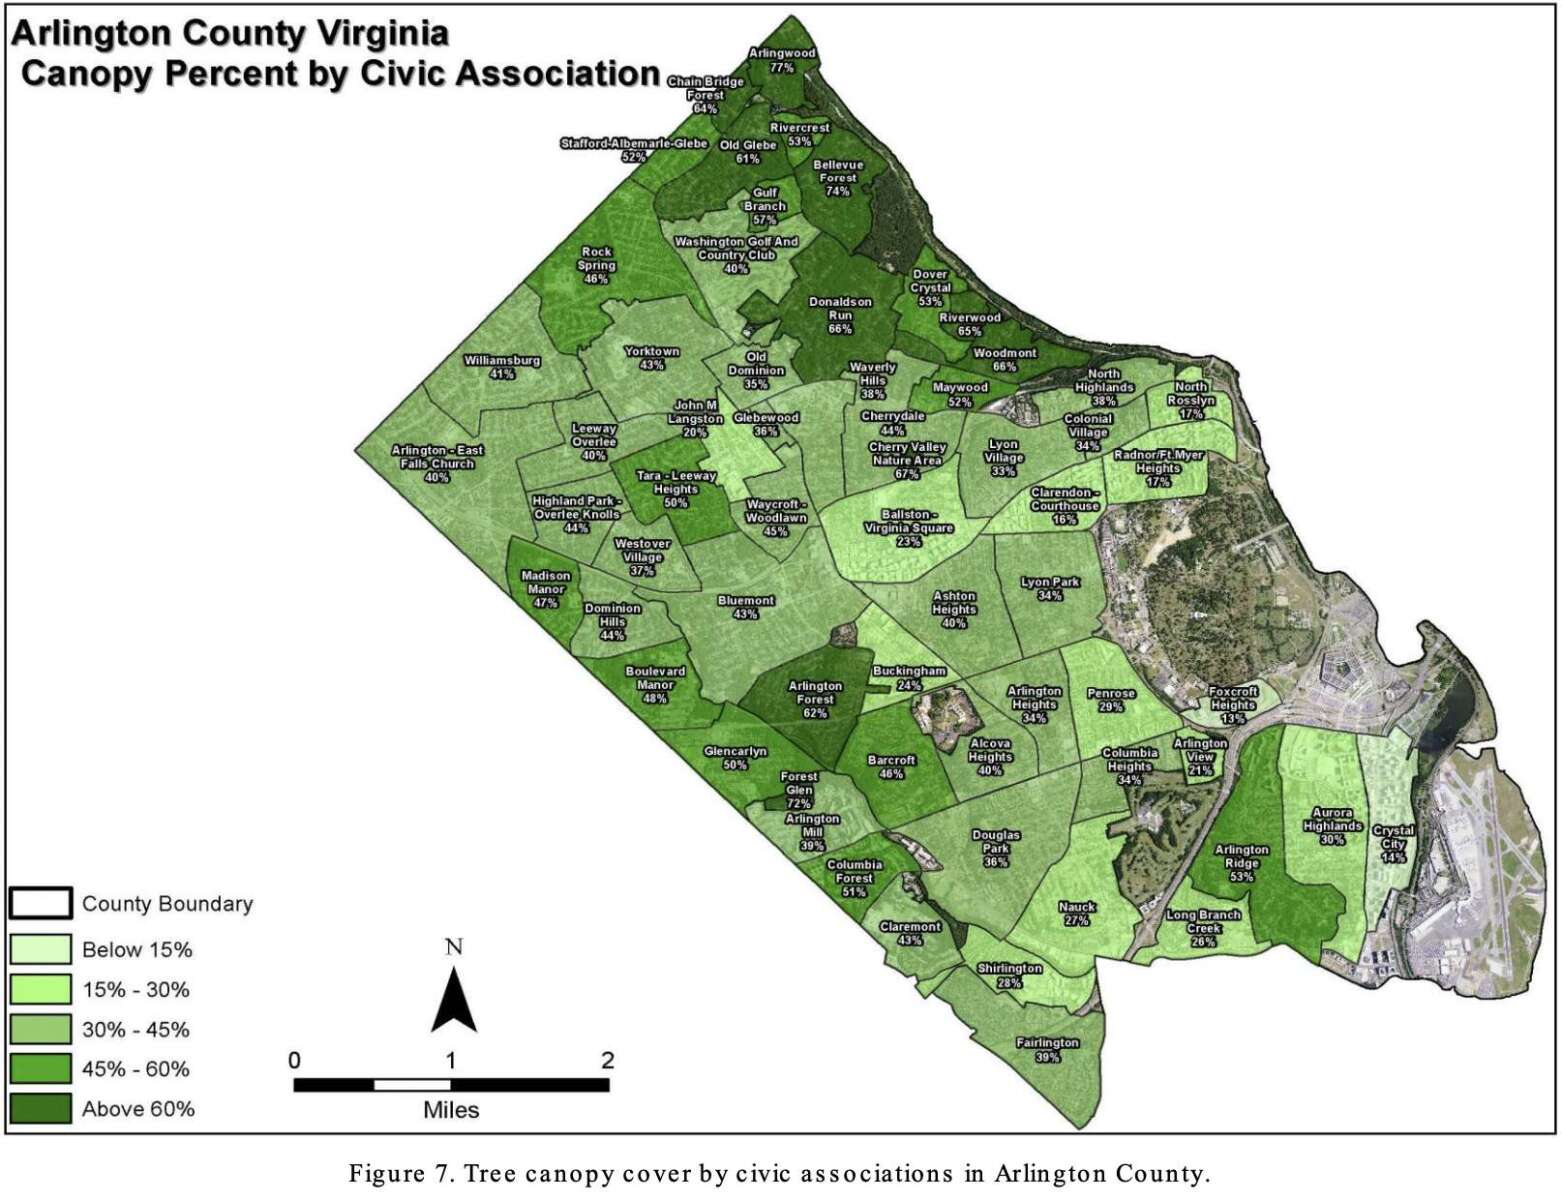 Arlington County Virginia
Canopy Percent by Civic Association
Arlingwood
77%
Chain Bridge
Forest
64%
Rivercrest
53%
Stafford-Albemarle-Glebe
52%
Old Glebe
61%
Bellevue
Forest
74%
Gulf
Branch
57%
Washington Golf And
Country Club
40%
Rock
Spring
46%
Dover
Crystal
53%
Donaldson
Run
66%
Riverwood
65%
Woodmont
66%
Williamsburg
41%
Yorktown
43%
Old
Dominion
35%
Waverly
Hills
38%
Maywood
52%
North
Highlands
38%
North
Rosslyn
17%
John M
Langston
20%
Glebewood
36%
Cherrydale
44%
Colonial
Village
34%
Leeway
Overlee
40%
Arlington - East
Falls Church
40%
Cherry Valley
Nature Area
67%
Lyon
Village
33%
Radnor/Ft.Myer
Heights
17%
Tara - Leeway
Heights
50%
Clarendon -
Courthouse
16%
Highland Park -
Overlee Knolls
44%
Waycroft -
Woodlawn
45%
Ballston -
Virginia Square
23%
Westover
Village
37%
Madison
Manor
47%
Lyon Park
34%
Ashton
Heights
40%
Bluemont
43%
Dominion
Hills
44%
Boulevard
Manor
48%
Buckingham
24%
Arlington
Forest
62%
Arlington
Heights
34%
Penrose
29%
Foxcroft
Heights
13%
Glencarlyn
50%
Barcroft
46%
Alcova
Heights
40%
Columbia
Heights
34%
Arlington
View
21%
Forest
Glen
72%
Arlington
Mill
39%
Douglas
Park
36%
Aurora
Highlands
30%
Crystal
City
14%
Arlington
Ridge
53%
Columbia
Forest
51%
Nauck
27%
Long Branch
Creek
26%
Claremont
43%
Shirlington
28%
Fairlington
39%
County Boundary
Below 15%
15% - 30%
30% - 45%
45% - 60%
Above 60%
N
0 1 2
Miles
Figure 7. Tree canopy cover by civic associations in Arlington County.